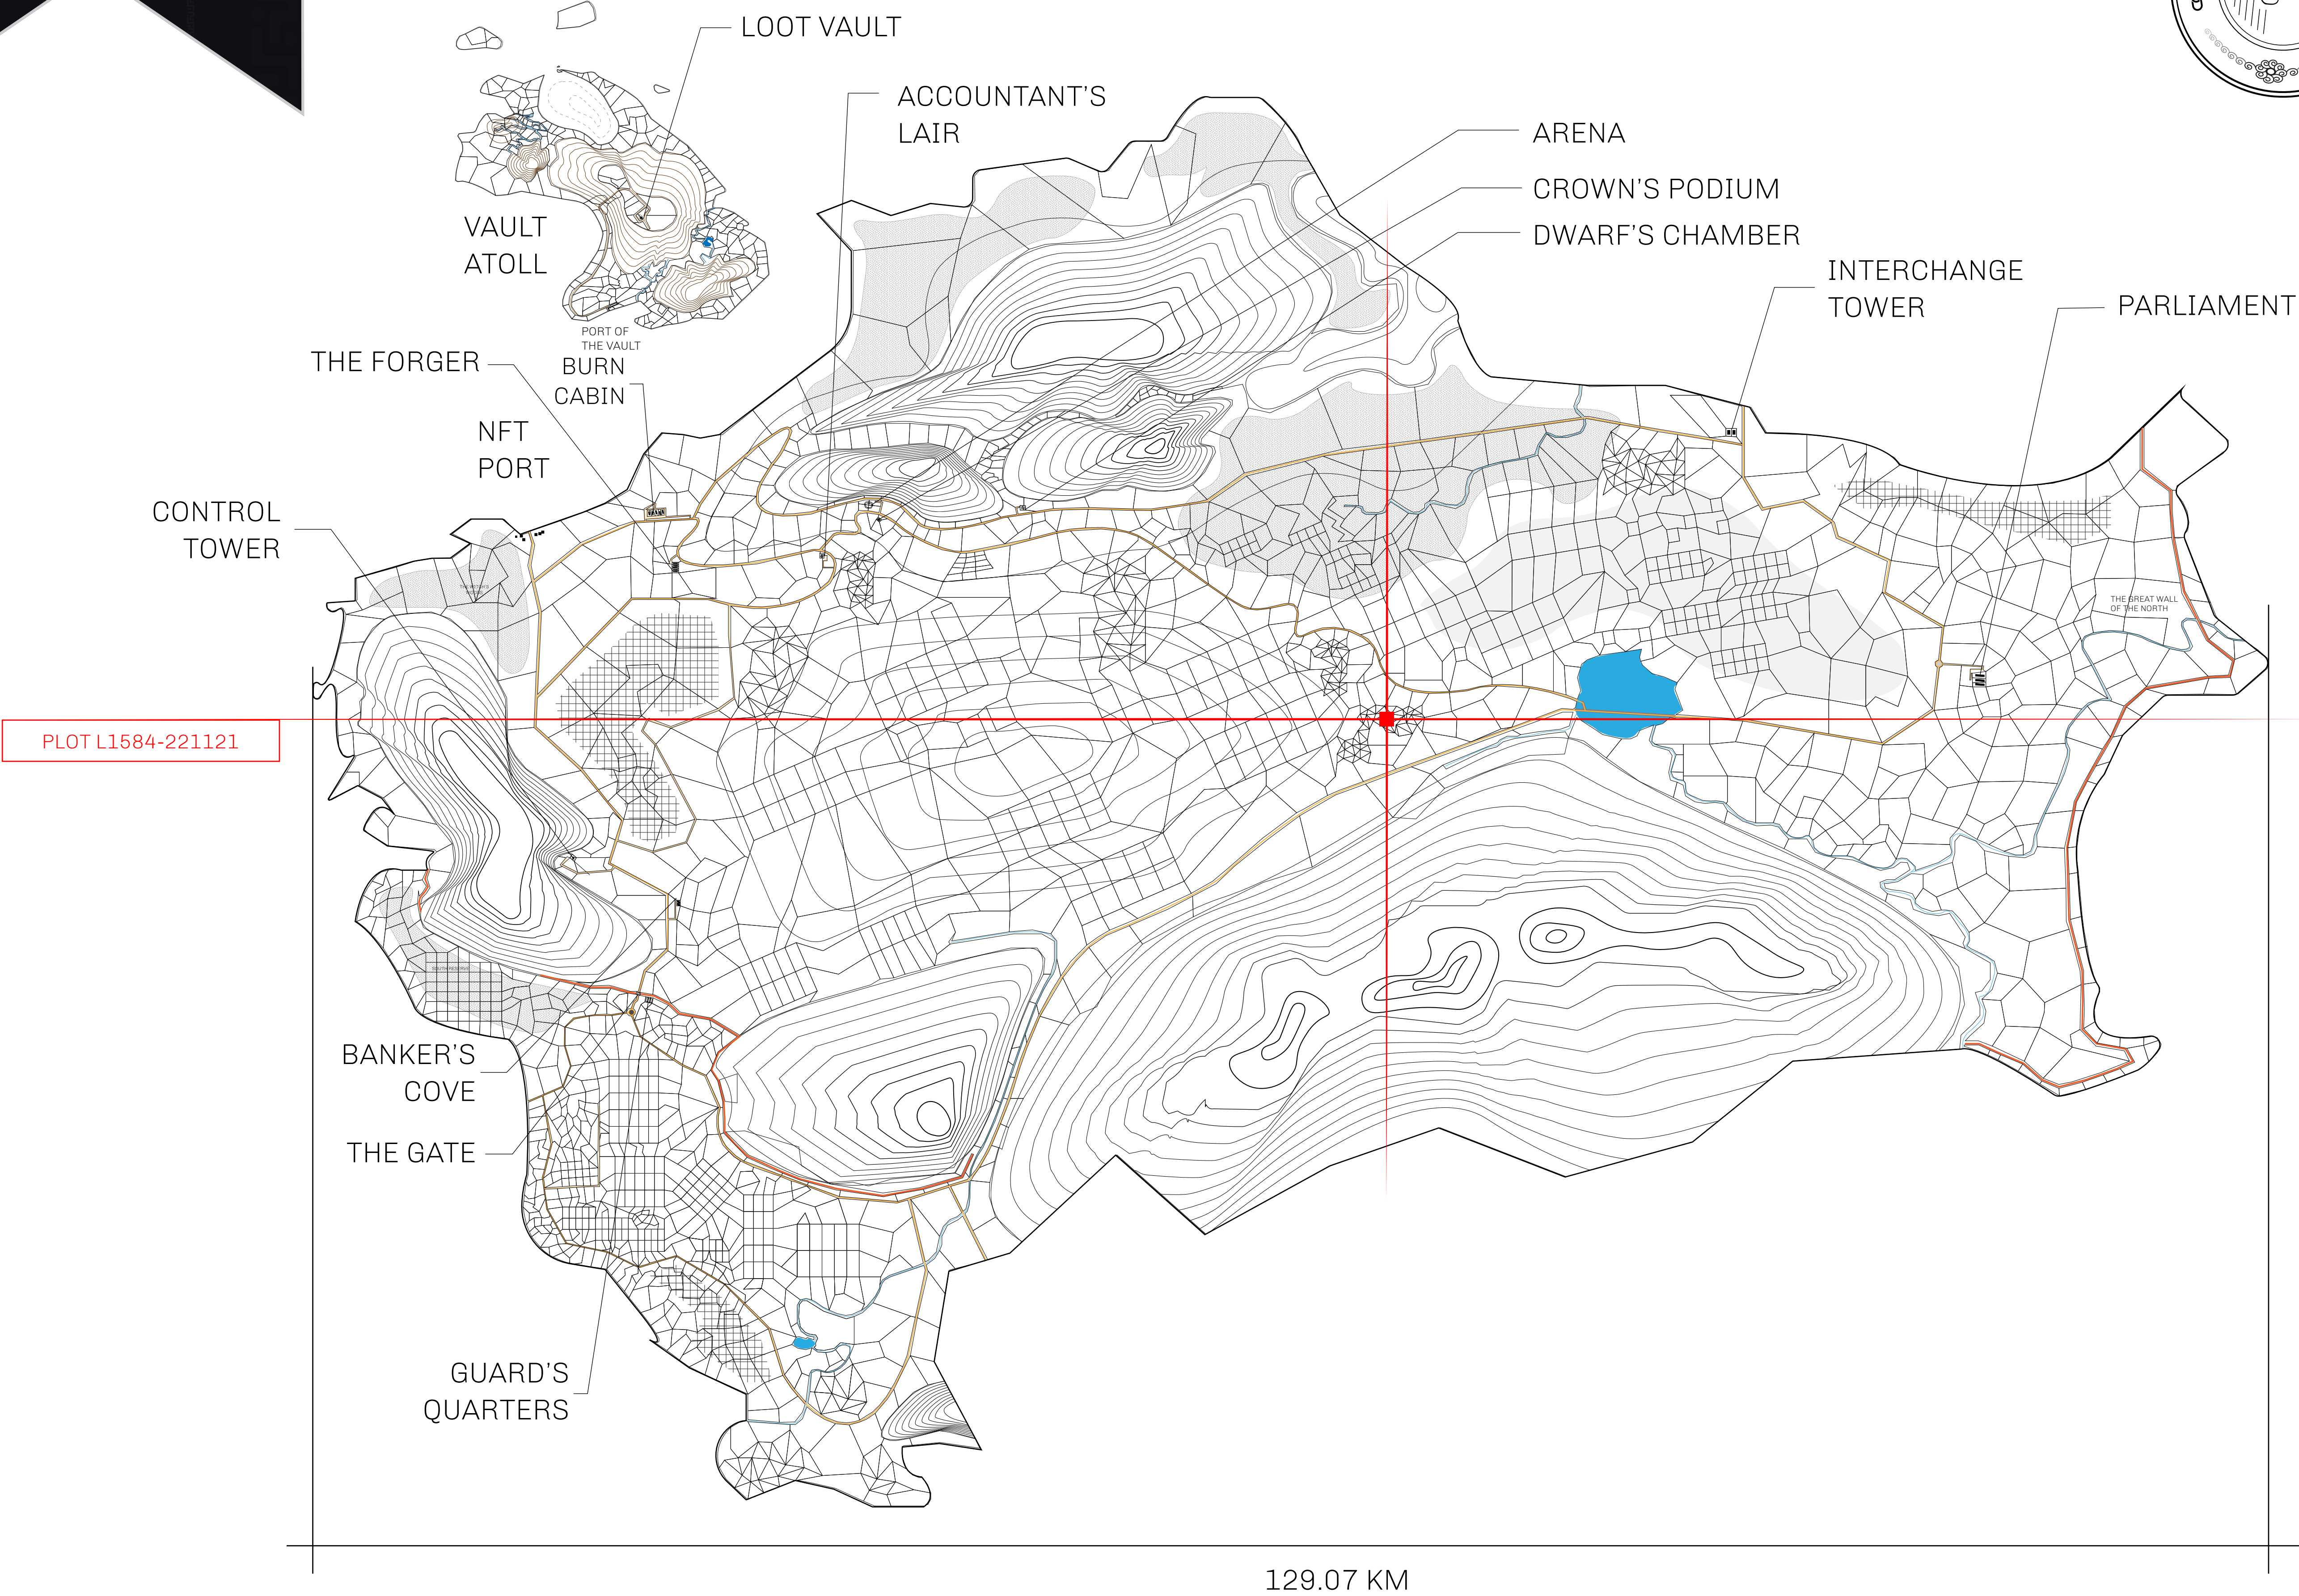 LOOT VAULT
ACCOUNTANT'S
LAIR
ARENA
CROWN'S PODIUM
DWARF'S CHAMBER
VAULT
ATOLL
INTERCHANGE
TOWER
PARLIAMENT
PORT OF
THE VAULT
THE FORGER
BURN
CABIN
NFT
PORT
CONTROL
TOWER
THE GREAT WALL
OF THE NORTH
PLOT L1584-221121
SOUTH RESERVE
BANKER'S
COVE
THE GATE
GUARD'S
QUARTERS
129.07 KM